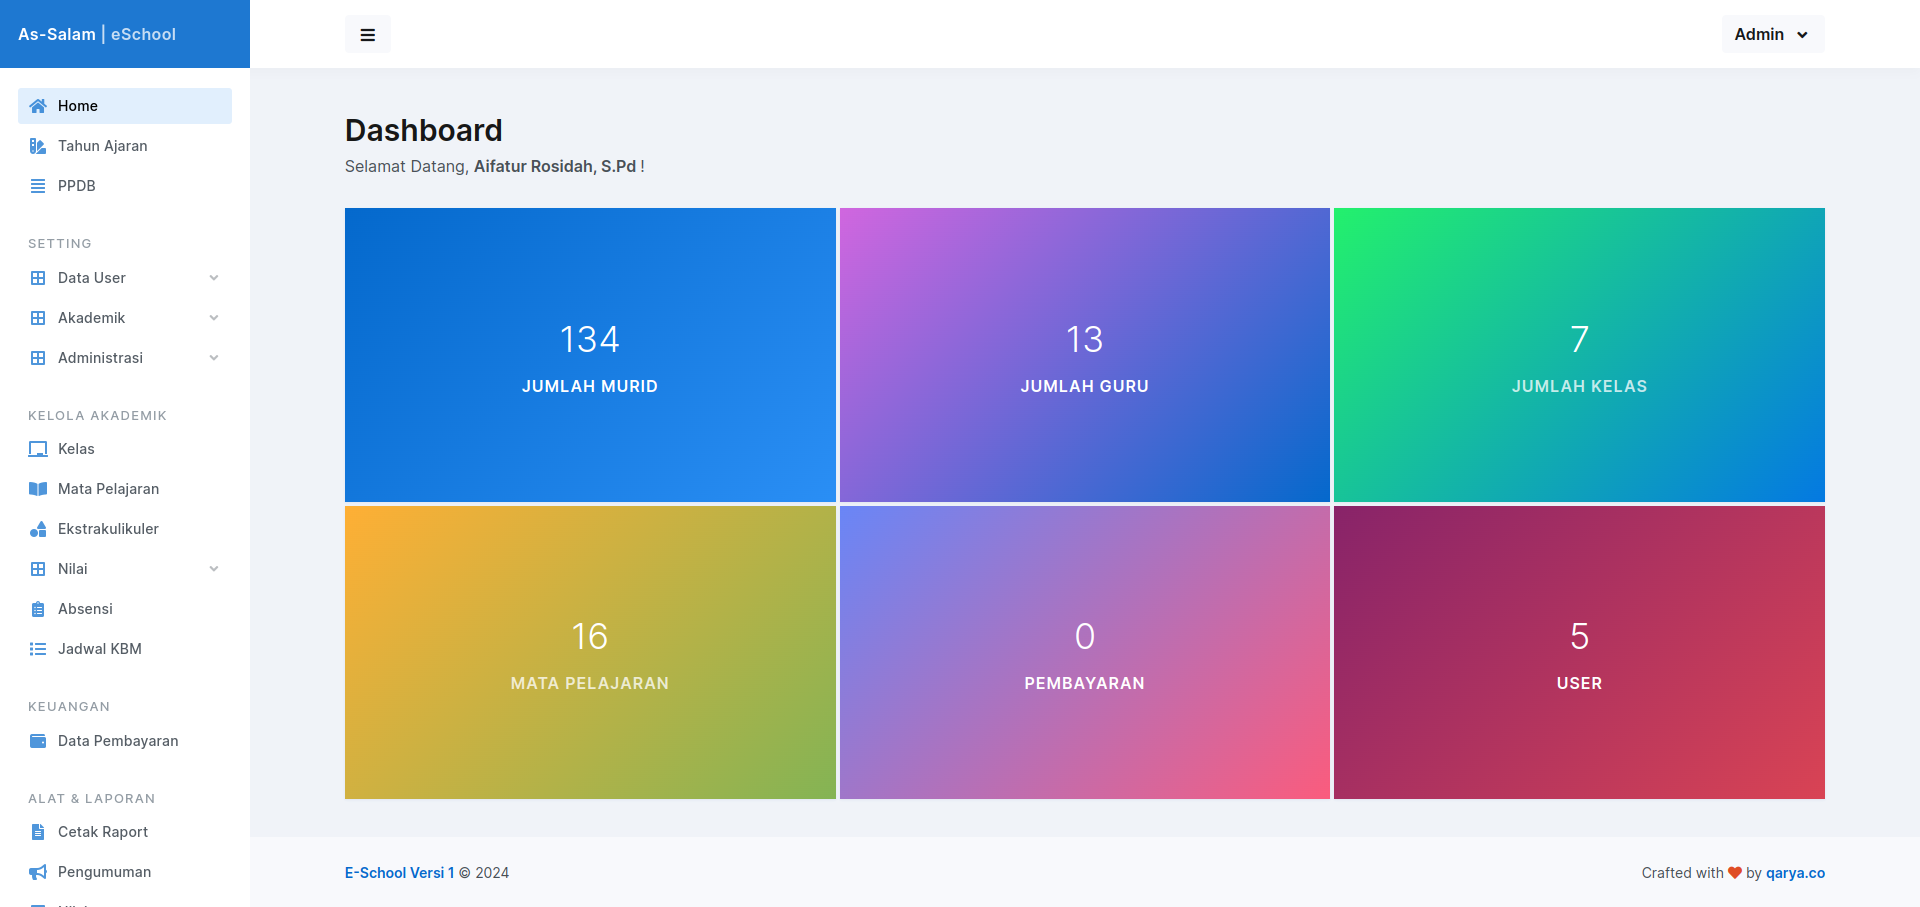 As-Salam | eSchool
Admin
Home
Tahun Ajaran
PPDB
SETTING
Data User
Akademik
Administrasi
KELOLA AKADEMIK
Kelas
Mata Pelajaran
Ekstrakulikuler
Nilai
Absensi
Jadwal KBM
KEUANGAN
Data Pembayaran
ALAT & LAPORAN
Cetak Raport
Pengumuman
Dashboard
Selamat Datang, Aifatur Rosidah, S.Pd !
134
JUMLAH MURID
13
JUMLAH GURU
7
JUMLAH KELAS
16
MATA PELAJARAN
0
PEMBAYARAN
5
USER
E-School Versi 1 © 2024
Crafted with ❤ by qarya.co